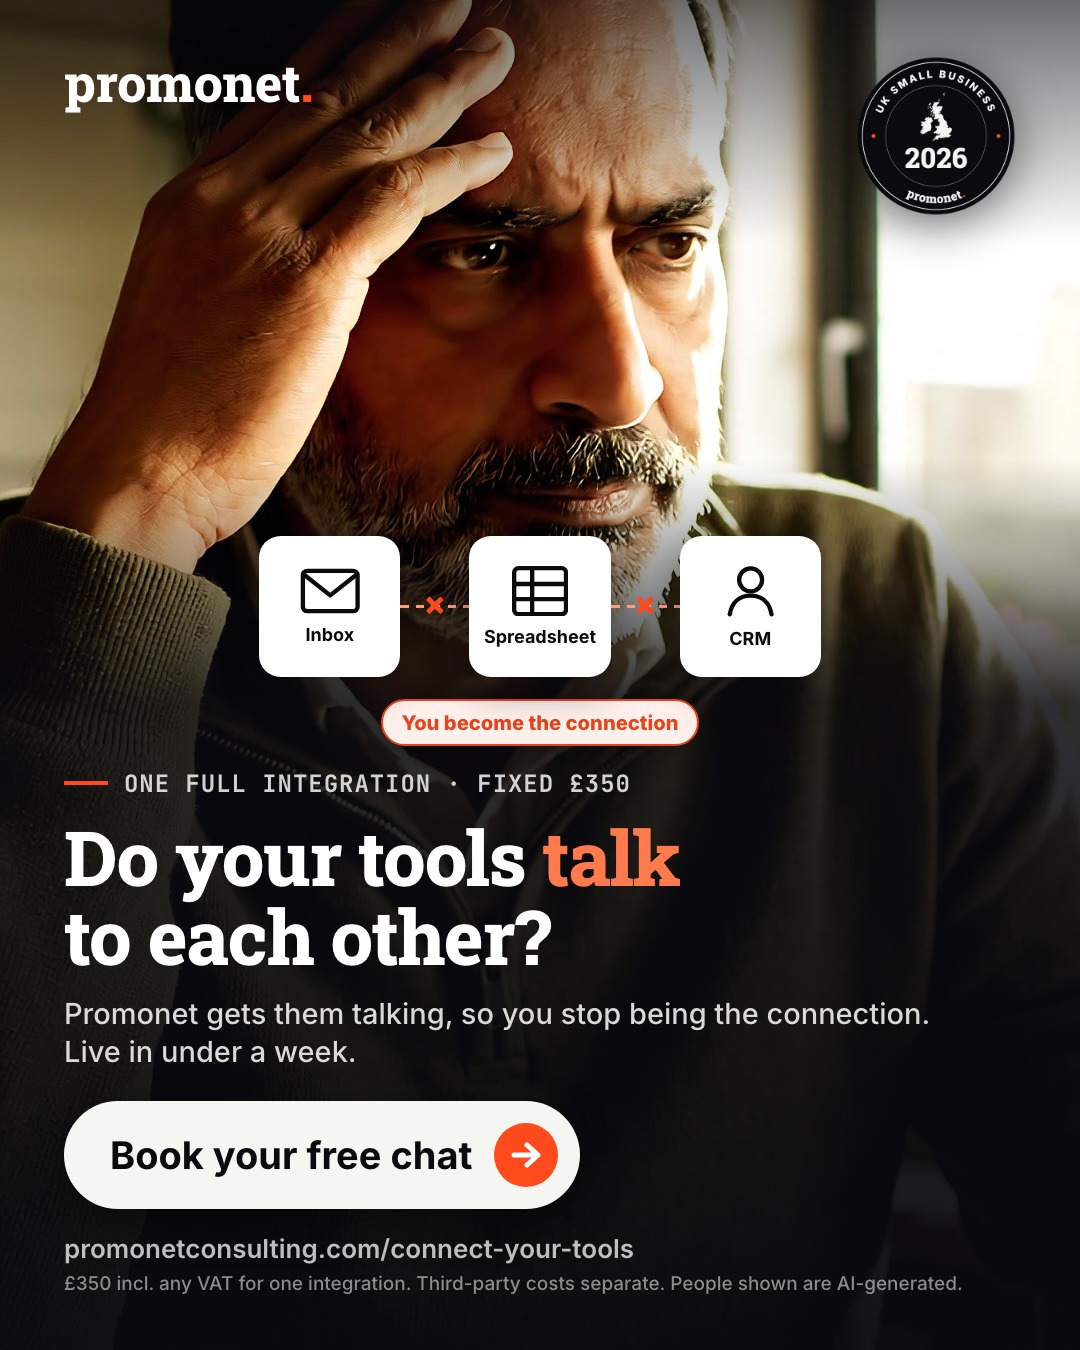 promonet.
UK SMALL BUSINESS
2026
promonet.
Inbox
Spreadsheet
CRM
You become the connection
ONE FULL INTEGRATION · FIXED £350
Do your tools talk
to each other?
Promonet gets them talking, so you stop being the connection.
Live in under a week.
Book your free chat
promonetconsulting.com/connect-your-tools
£350 incl. any VAT for one integration. Third-party costs separate. People shown are AI-generated.